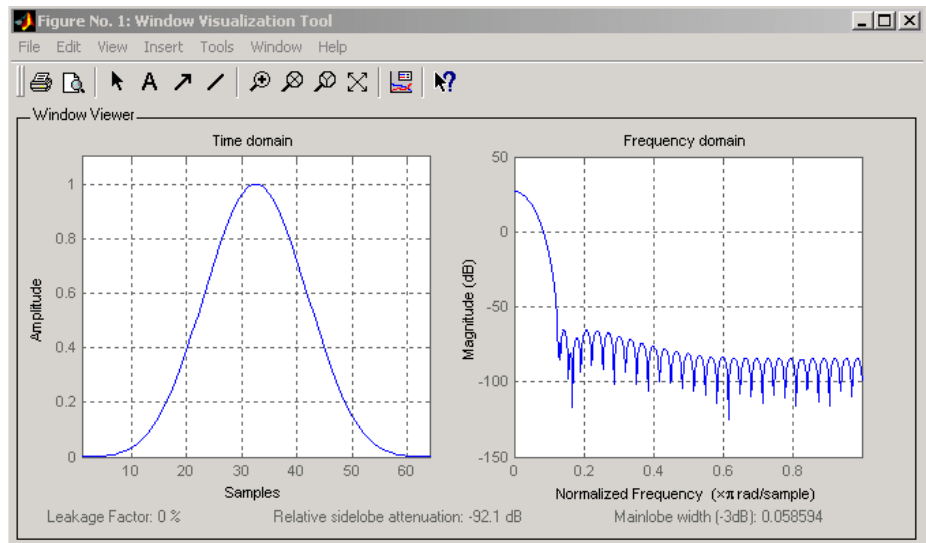 Figure No. 1: Window Visualization Tool
File Edit View Insert Tools Window Help
A
?
Window Viewer
Time domain
1
0.8
0.6
0.4
0.2
0
10 20 30 40 50 60
Amplitude
Samples
Frequency domain
50
0
-50
-100
-150
0 0.2 0.4 0.6 0.8
Magnitude (dB)
Normalized Frequency (×π rad/sample)
Leakage Factor: 0 % Relative sidelobe attenuation: -92.1 dB Mainlobe width (-3dB): 0.058594